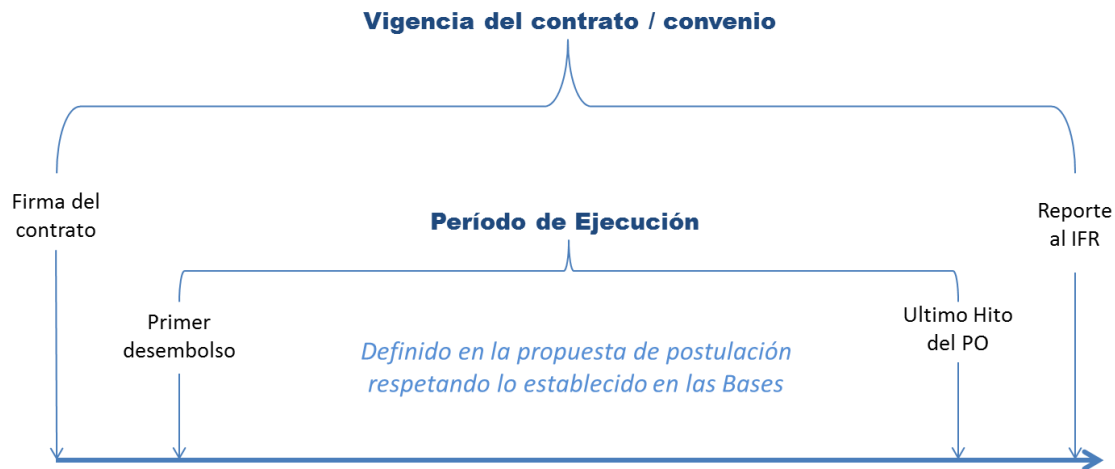 Vigencia del contrato / convenio
Firma del
contrato
Reporte
al IFR
Período de Ejecución
Primer
desembolso
Ultimo Hito
del PO
Definido en la propuesta de postulación
respetando lo establecido en las Bases